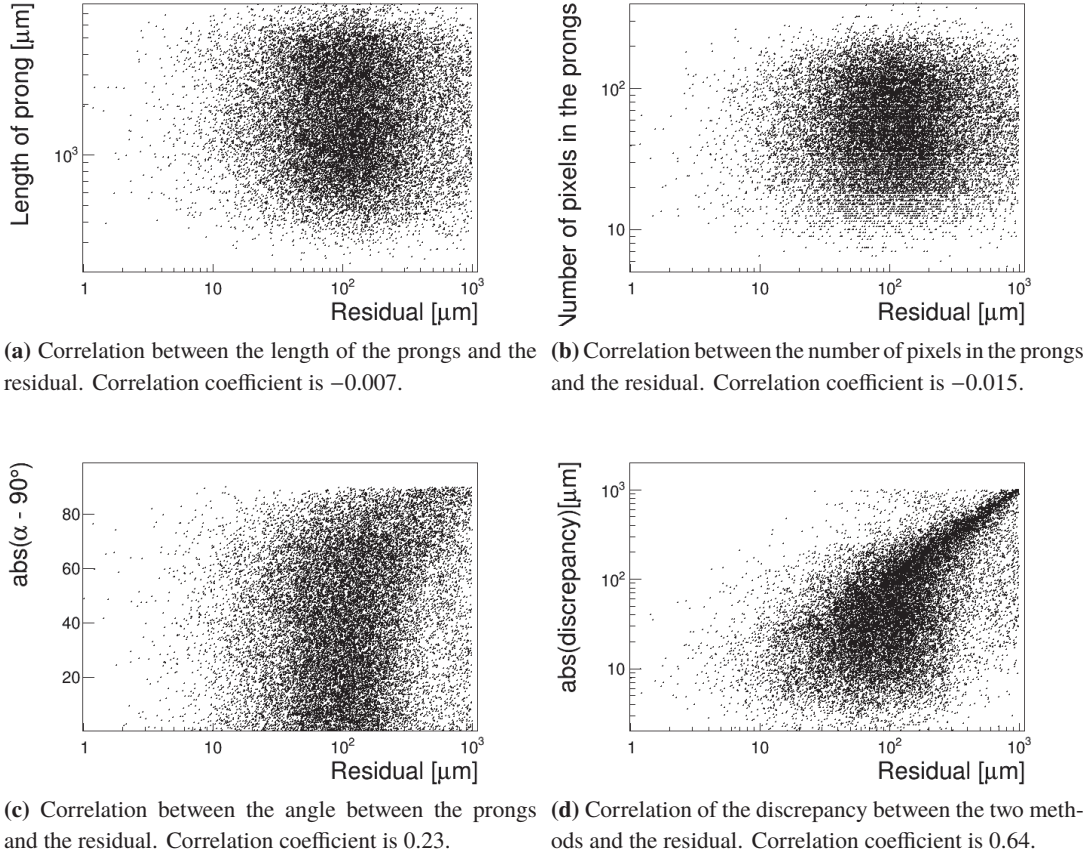 Length of prong [μm]
10³
1 10 10² 10³
Residual [μm]
Number of pixels in the prongs
10²
10
1 10 10² 10³
Residual [μm]
(a) Correlation between the length of the prongs and the
residual. Correlation coefficient is −0.007.
(b) Correlation between the number of pixels in the prongs
and the residual. Correlation coefficient is −0.015.
abs(α - 90°)
80
60
40
20
1 10 10² 10³
Residual [μm]
abs(discrepancy)[μm]
10³
10²
10
1 10 10² 10³
Residual [μm]
(c) Correlation between the angle between the prongs
and the residual. Correlation coefficient is 0.23.
(d) Correlation of the discrepancy between the two meth-
ods and the residual. Correlation coefficient is 0.64.